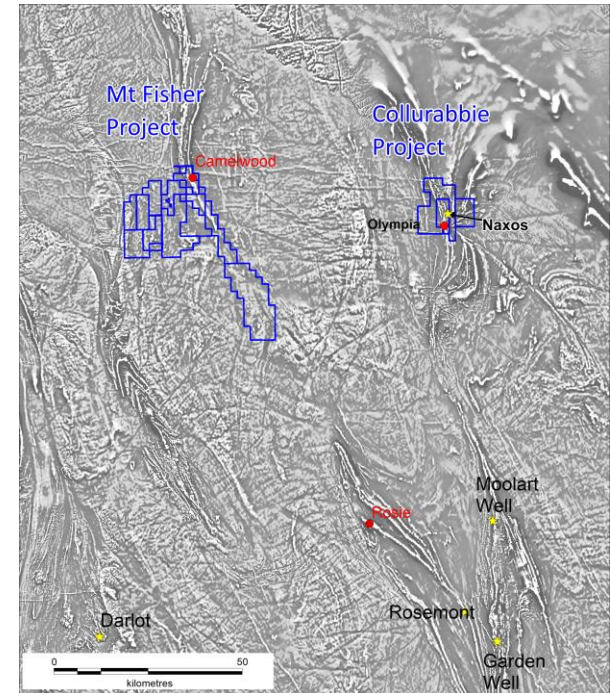 Mt Fisher
Project
Collurabbie
Project
Camelwood
Olympia
Naxos
Moolart
Well
Rosie
Rosemont
Darlot
Garden
Well
0 50
kilometres